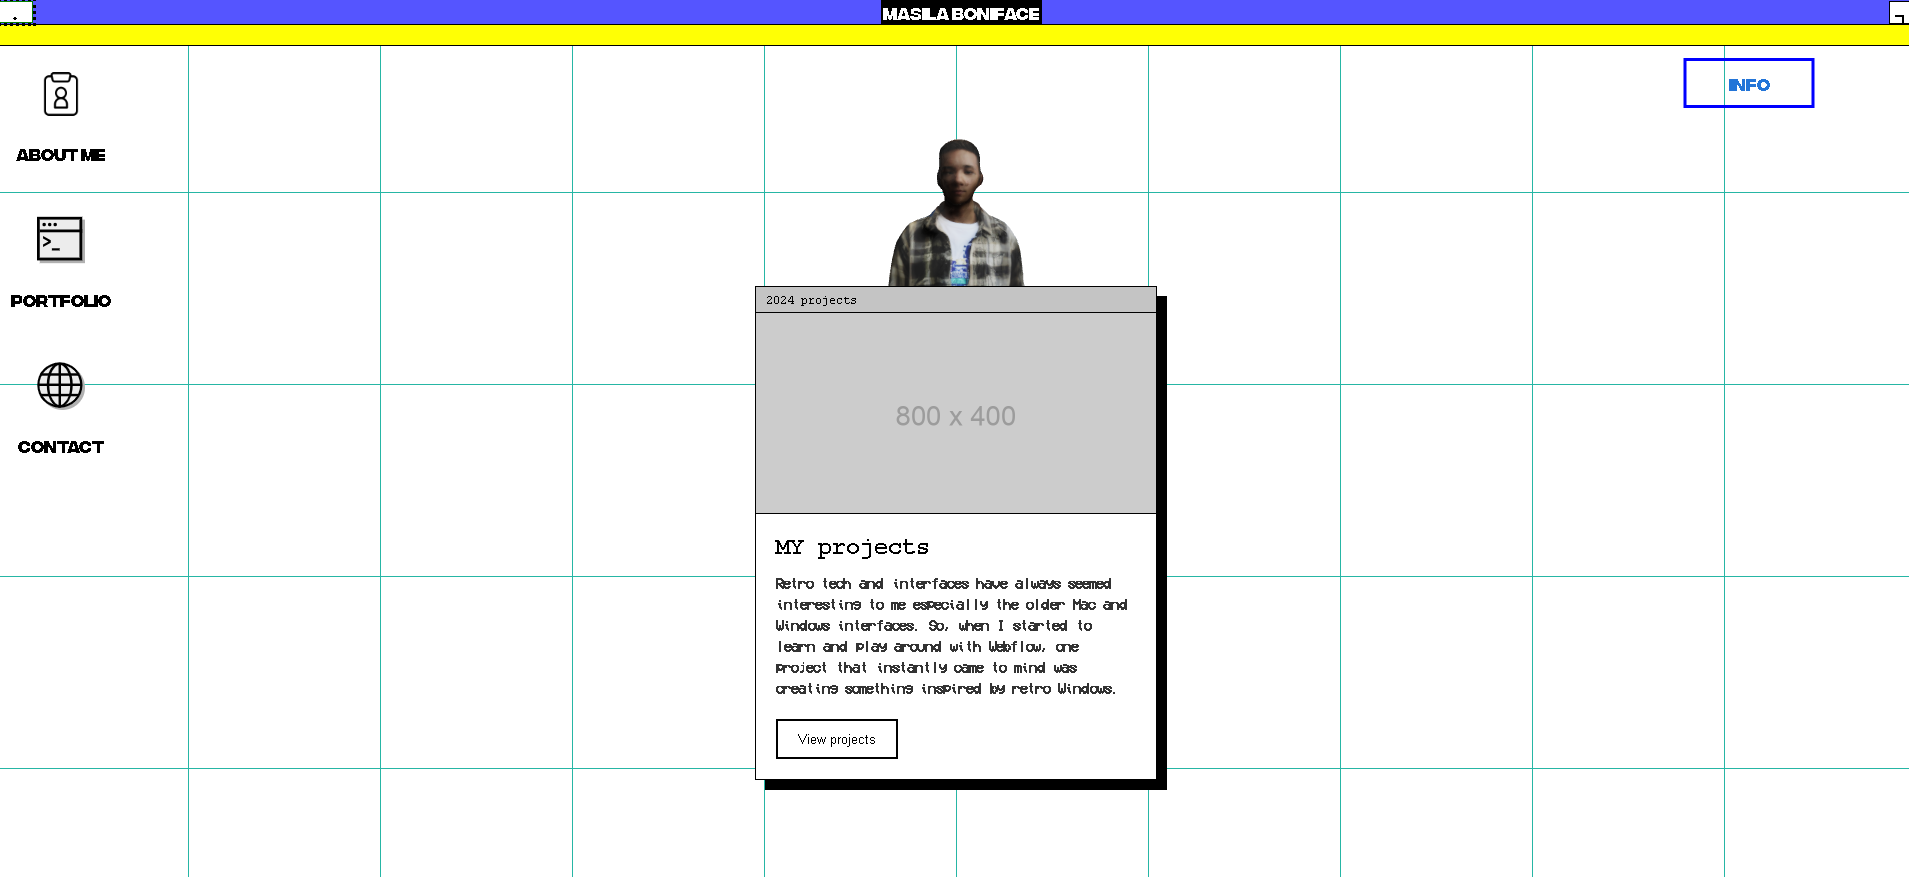 MASILA BONIFACE
INFO
ABOUT ME
PORTFOLIO
CONTACT
2024 projects
800 x 400
MY projects
Retro tech and interfaces have always seemed
interesting to me especially the older Mac and
Windows interfaces. So, when I started to
learn and play around with Webflow, one
project that instantly came to mind was
creating something inspired by retro Windows.
View projects